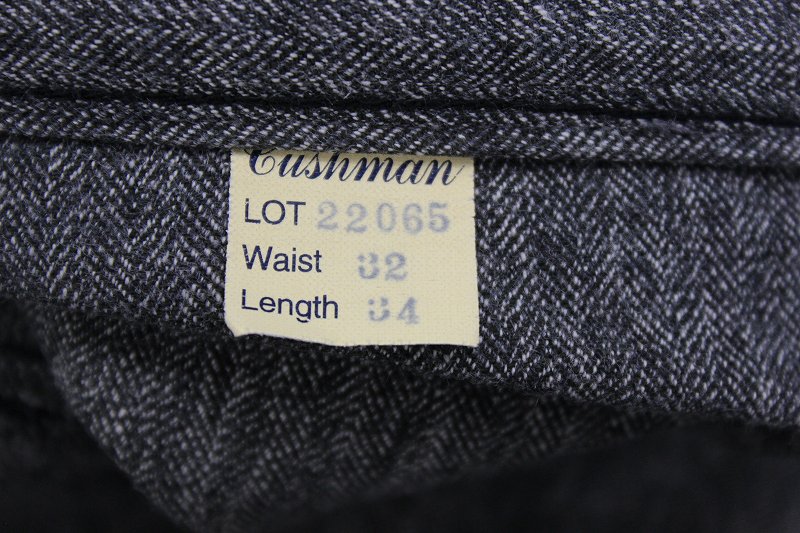 Cushman
LOT 22065
Waist 32
Length 34